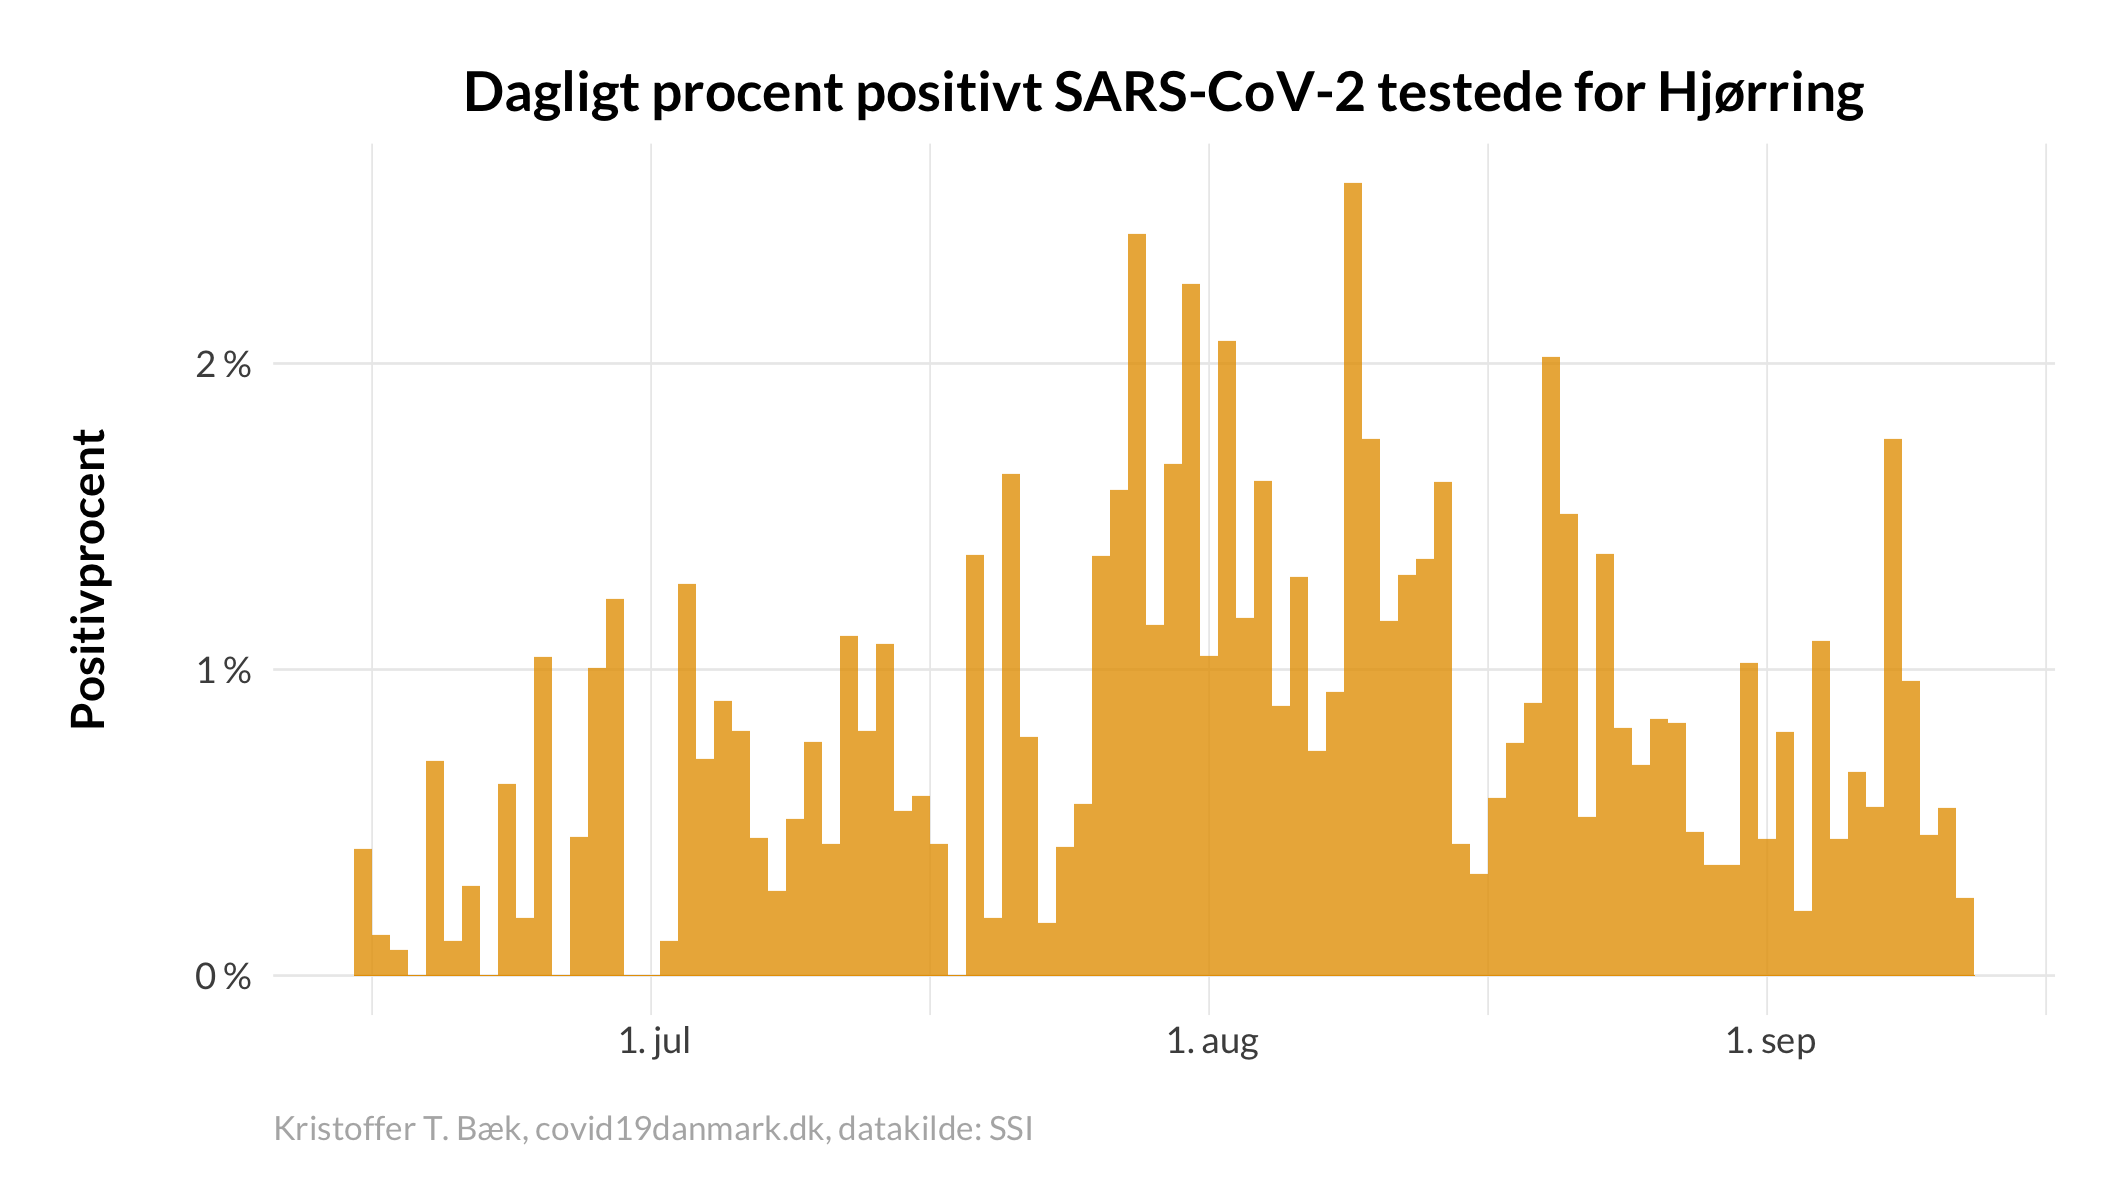 Dagligt procent positivt SARS-CoV-2 testede for Hjørring
Positivprocent
2 %
1 %
0 %
1. jul
1. aug
1. sep
Kristoffer T. Bæk, covid19danmark.dk, datakilde: SSI